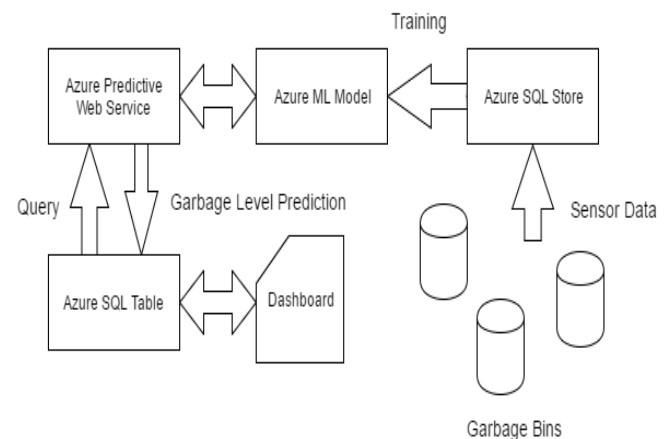 Training
Azure Predictive
Web Service
Azure ML Model
Azure SQL Store
Query
Garbage Level Prediction
Sensor Data
Azure SQL Table
Dashboard
Garbage Bins